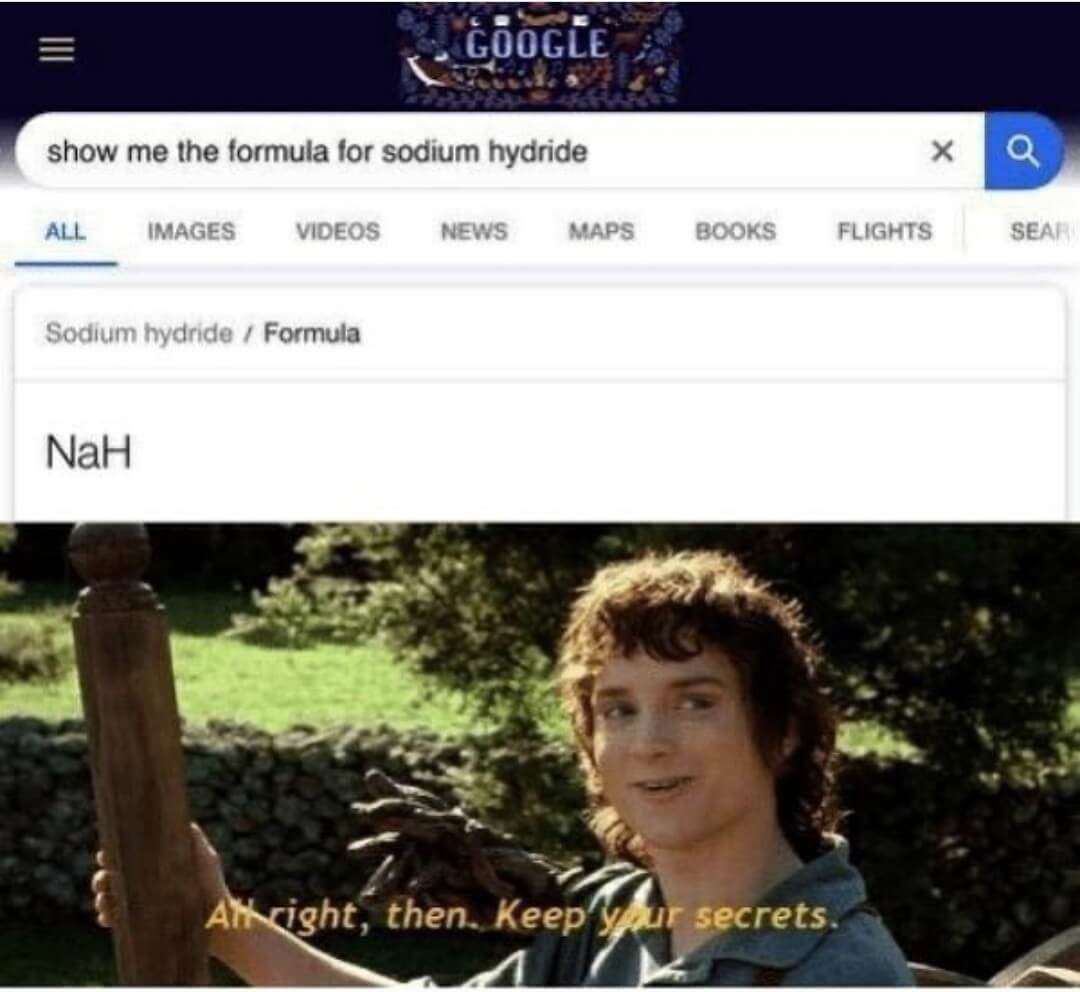 GOOGLE
show me the formula for sodium hydride
ALL IMAGES VIDEOS NEWS MAPS BOOKS FLIGHTS SEAR
Sodium hydride / Formula
NaH
All right, then. Keep your secrets.